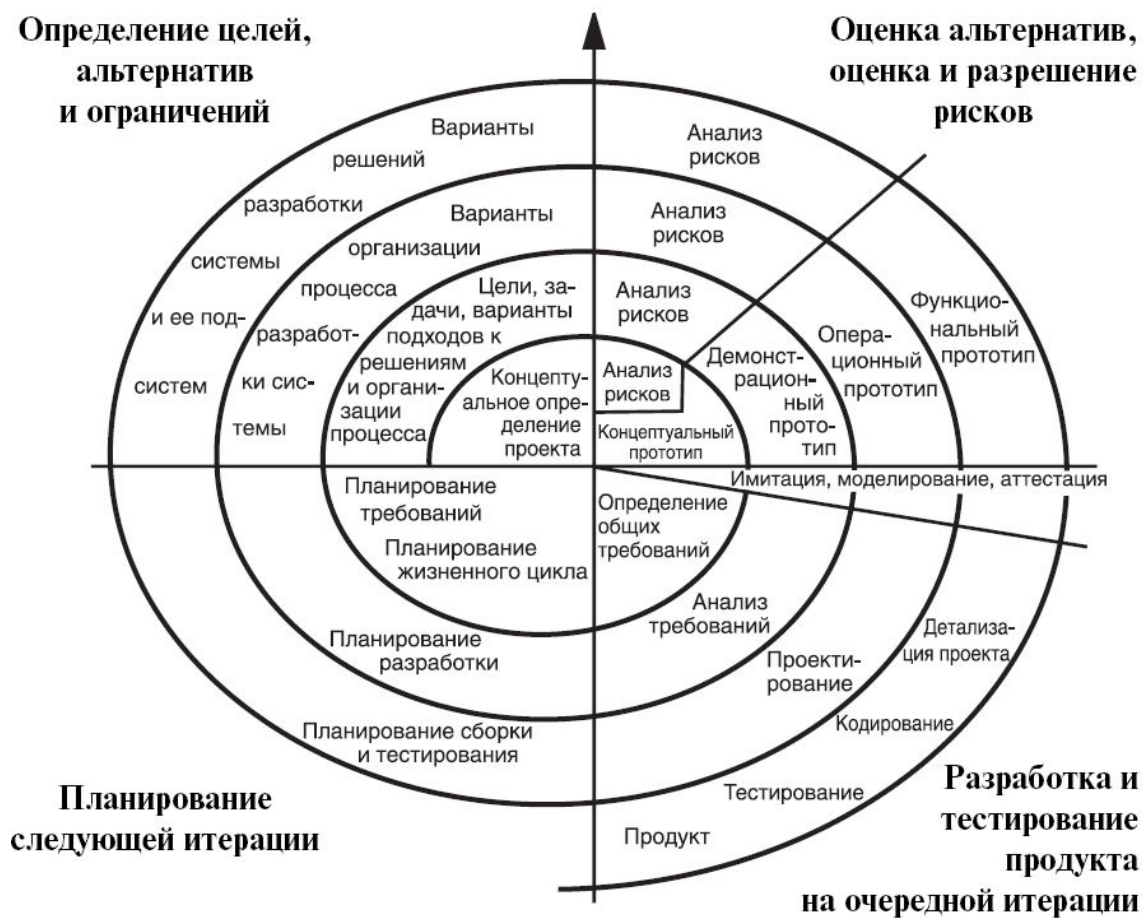 Определение целей,
альтернатив
и ограничений
Оценка альтернатив,
оценка и разрешение
рисков
Варианты
решений
разработки
системы
и ее под-
систем
Варианты
организации
процесса
разработ-
ки сис-
темы
Цели, за-
дачи, варианты
подходов к
решениям
и органи-
зации
процесса
Концепту-
альное опре-
деление
проекта
Анализ
рисков
Анализ
рисков
Анализ
рисков
Анализ
рисков
Концептуальный
прототип
Демонст-
рацион-
ный
прото-
тип
Опера-
ционный
прототип
Функцио-
нальный
прототип
Имитация, моделирование, аттестация
Планирование
требований
Планирование
жизненного цикла
Планирование
разработки
Планирование сборки
и тестирования
Определение
общих
требований
Анализ
требований
Проекти-
рование
Детализа-
ция проекта
Кодирование
Тестирование
Продукт
Планирование
следующей итерации
Разработка и
тестирование
продукта
на очередной итерации